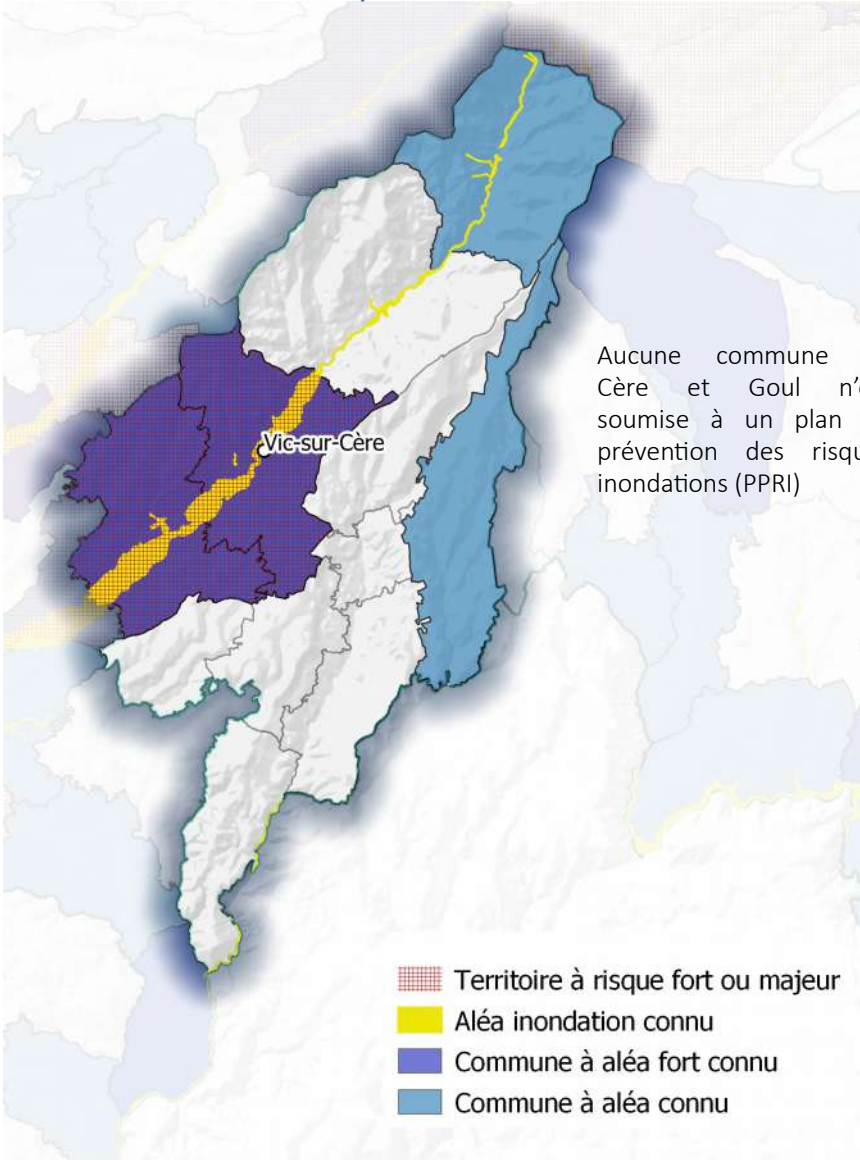 Aucune commune
Cère et Goul
soumise à un plan
prévention des
inondations (PPRI)
Vic-sur-Cère
Territoire à risque fort ou majeur
Aléa inondation connu
Commune à aléa fort connu
Commune à aléa connu